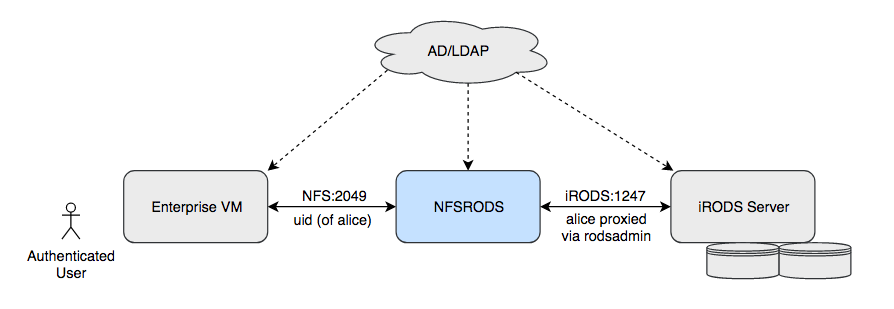 AD/LDAP
Enterprise VM
NFS:2049
uid (of alice)
NFSRODS
iRODS:1247
alice proxied
via rodsadmin
iRODS Server
Authenticated
User